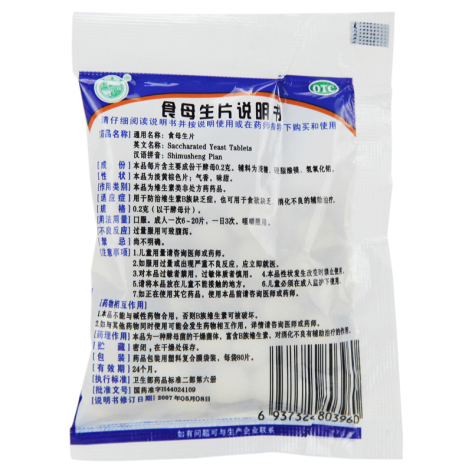 OTC
食母生片说明书
请仔细阅读说明书并按说明使用或在药师指导下购买和使用
[药品名称] 通用名称：食母生片
英文名称：Saccharated Yeast Tablets
汉语拼音：Shimusheng Pian
[成 份] 本品每片含主要成份干酵母0.2克，辅料为蔗糖、硬脂酸镁、氢氧化铝。
[性 状] 本品为淡黄棕色片；气香，味甜。
[作用类别] 本品为维生素类非处方药药品。
[适应症] 用于防治维生素B族缺乏症，也可用于食欲缺乏、消化不良的辅助治疗。
[规 格] 0.2克（以干酵母计）。
[用法用量] 口服。成人一次6～20片，一日3次。嚼碎服用。
[不良反应] 过量服用可致腹泻。
[禁 忌] 尚不明确。
[注意事项] 1.儿童用量请咨询医师或药师。
2.如服用过量或出现严重不良反应，应立即就医。
3.对本品过敏者禁用，过敏体质者慎用。 4.本品性状发生改变时禁止使用。
5.请将本品放在儿童不能接触的地方。 6.儿童必须在成人监护下使用。
7.如正在使用其它药品，使用本品前请咨询医师或药师。
[药物相互作用]
1.本品不能与碱性药物合用，否则B族维生素可被破坏。
2.如与其他药物同时使用可能会发生药物相互作用，详情请咨询医师或药师。
[药理作用] 本品为一种酵母菌的干燥菌体，富含B族维生素，对消化不良有辅助治疗的作用。
[贮 藏] 密闭，在干燥处保存。
[包 装] 药品包装用塑料复合膜袋装，每袋80片。
[有 效 期] 24个月。
[执行标准] 卫生部药品标准二部第六册
[批准文号] 国药准字H44024109
[说明书修订日期] 2007年05月08日
6 937324 803960
如有问题可与生产企业联系